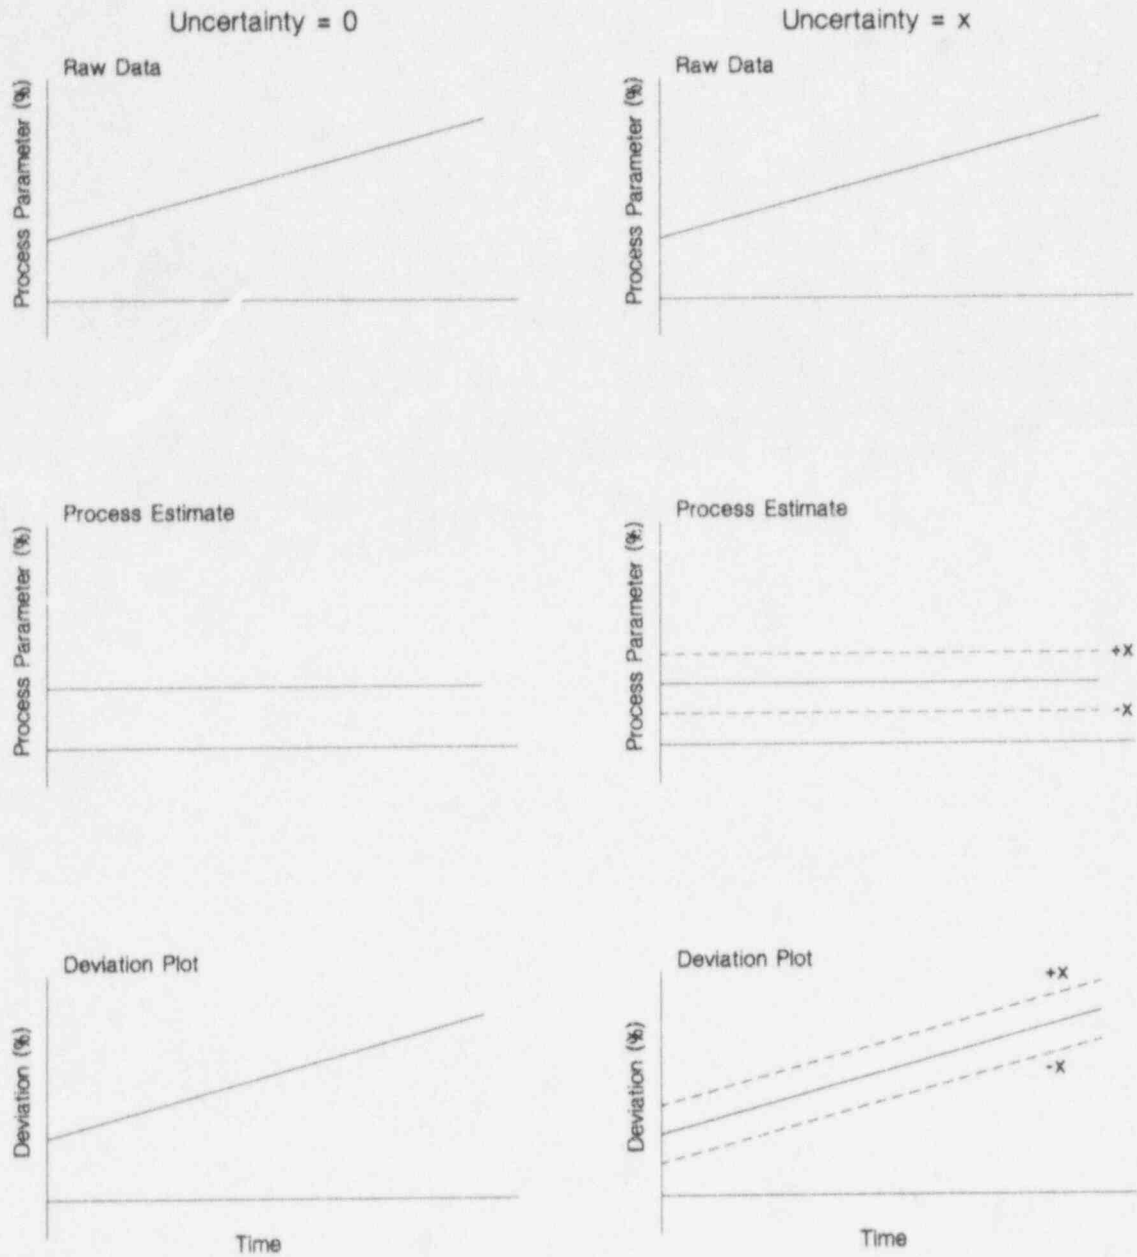 Uncertainty = 0
Raw Data
Process Parameter (%)
Process Estimate
Process Parameter (%)
Deviation Plot
Deviation (%)
Time
Uncertainty = x
Raw Data
Process Parameter (%)
Process Estimate
Process Parameter (%)
+x
-x
Deviation Plot
Deviation (%)
+x
-x
Time